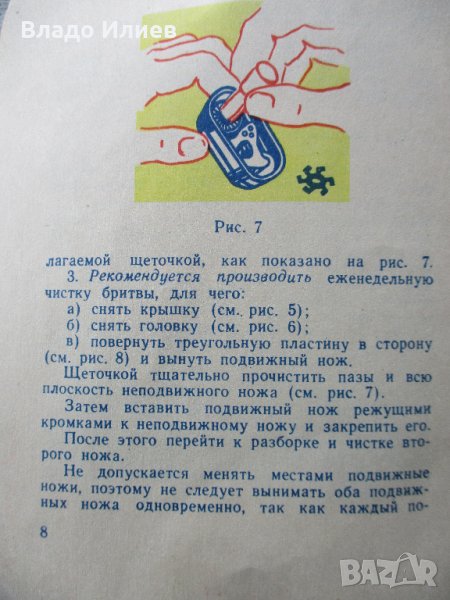 Владо Илиев
Рис. 7
лагаемой щеточкой, как показано на рис. 7.
3. Рекомендуется производить еженедельную
чистку бритвы, для чего:
а) снять крышку (см. рис. 5);
б) снять головку (см. рис. 6);
в) повернуть треугольную пластину в сторону
(см. рис. 8) и вынуть подвижный нож.
Щеточкой тщательно прочистить пазы и всю
плоскость неподвижного ножа (см. рис. 7).
Затем вставить подвижный нож режущими
кромками к неподвижному ножу и закрепить его.
После этого перейти к разборке и чистке вто-
рого ножа.
Не допускается менять местами подвижные
ножи, поэтому не следует вынимать оба подвиж-
ных ножа одновременно, так как каждый по-
8
BAZAR